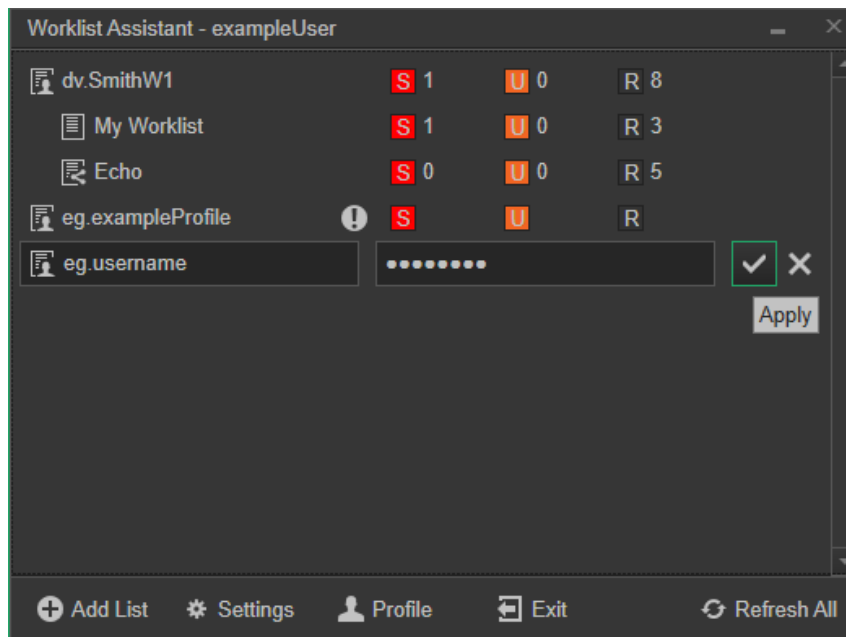 Worklist Assistant - exampleUser
dv.SmithW1 S 1 U 0 R 8
My Worklist S 1 U 0 R 3
Echo S 0 U 0 R 5
eg.exampleProfile S U R
eg.username ••••••••
Apply
Add List Settings Profile Exit Refresh All